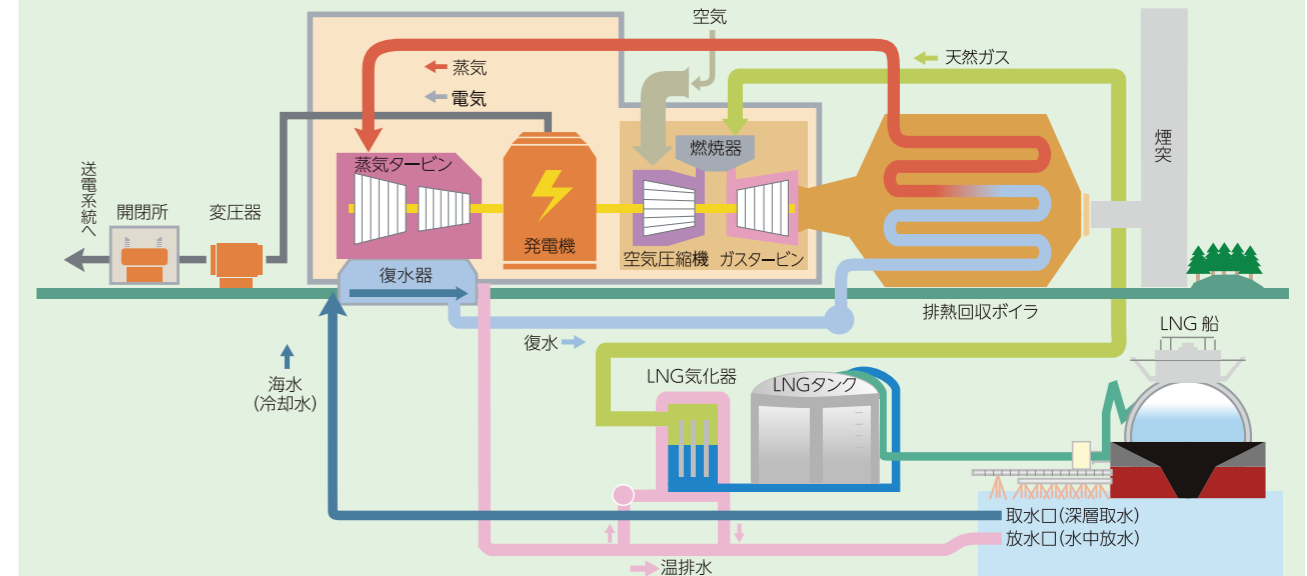 空気
天然ガス
蒸気
電気
煙突
燃焼器
蒸気タービン
送電系統へ
開閉所
変圧器
発電機
空気圧縮機
ガスタービン
復水器
排熱回収ボイラ
LNG船
復水
海水
(冷却水)
LNG気化器
LNGタンク
取水口(深層取水)
放水口(水中放水)
温排水